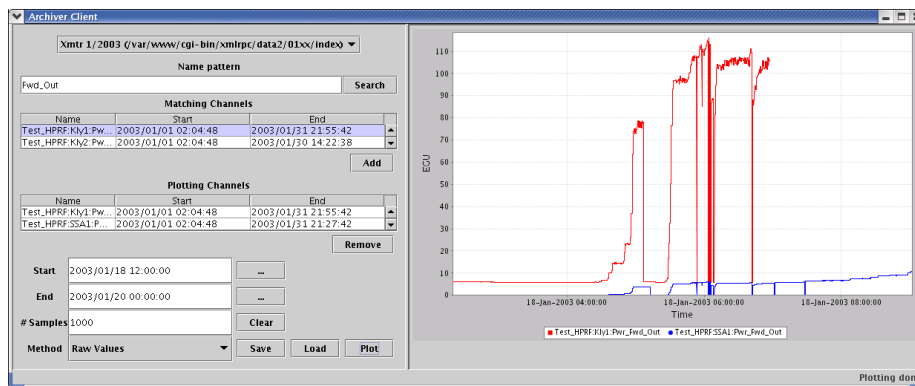 Archiver Client
Xmtr 1/2003 (/var/www/cgi-bin/xmlrpc/data2/01xx/index)
Name pattern
Fwd_Out Search
Matching Channels
Name Start End
Test_HPRF:Kly1:Pw... 2003/01/01 02:04:48 2003/01/31 21:55:42
Test_HPRF:Kly2:Pw... 2003/01/01 02:04:48 2003/01/30 14:22:38
Add
Plotting Channels
Name Start End
Test_HPRF:Kly1:Pw... 2003/01/01 02:04:48 2003/01/31 21:55:42
Test_HPRF:SSA1:P... 2003/01/01 02:04:48 2003/01/31 21:27:42
Remove
Start 2003/01/18 12:00:00 ...
End 2003/01/20 00:00:00 ...
# Samples 1000 Clear
Method Raw Values Save Load Plot
110
100
90
80
70
60
50
40
30
20
10
0
EGU
18-Jan-2003 04:00:00 18-Jan-2003 06:00:00 18-Jan-2003 08:00:00
Time
Test_HPRF:Kly1:Pwr_Fwd_Out Test_HPRF:SSA1:Pwr_Fwd_Out
Plotting don